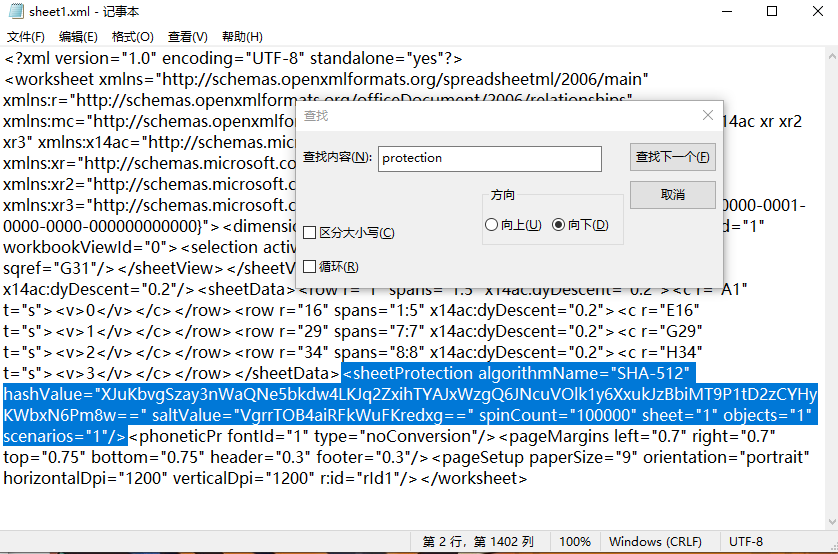 sheet1.xml - 记事本
文件(F) 编辑(E) 格式(O) 查看(V) 帮助(H)
<?xml version="1.0" encoding="UTF-8" standalone="yes"?>
<worksheet xmlns="http://schemas.openxmlformats.org/spreadsheetml/2006/main"
xmlns:r="http://schemas.openxmlformats.org/officeDocument/2006/relationships"
xmlns:mc="http://schemas.openxmlfor 14ac xr xr2
xr3" xmlns:x14ac="http://schemas.mic
xmlns:xr="http://schemas.microsoft.co
xmlns:xr2="http://schemas.microsoft.c
xmlns:xr3="http://schemas.microsoft.c 0000-0001-
0000-0000-000000000000}"><dimensio d="1"
workbookViewId="0"><selection activ
sqref="G31"/></sheetView></sheetV
x14ac:dyDescent="0.2"/><sheetData><row r="1" spans="1:5" x14ac:dyDescent="0.2"><c r="A1"
t="s"><v>0</v></c></row><row r="16" spans="1:5" x14ac:dyDescent="0.2"><c r="E16"
t="s"><v>1</v></c></row><row r="29" spans="7:7" x14ac:dyDescent="0.2"><c r="G29"
t="s"><v>2</v></c></row><row r="34" spans="8:8" x14ac:dyDescent="0.2"><c r="H34"
t="s"><v>3</v></c></row></sheetData><sheetProtection algorithmName="SHA-512"
hashValue="XJuKbvgSzay3nWaQNe5bkdw4LKJq2ZxihTYAJxWzgQ6JNcuVOlk1y6XxukJzBbiMT9P1tD2zCYHy
KWbxN6Pm8w==" saltValue="VgrrTOB4aiRFkWuFKredxg==" spinCount="100000" sheet="1" objects="1"
scenarios="1"/><phoneticPr fontId="1" type="noConversion"/><pageMargins left="0.7" right="0.7"
top="0.75" bottom="0.75" header="0.3" footer="0.3"/><pageSetup paperSize="9" orientation="portrait"
horizontalDpi="1200" verticalDpi="1200" r:id="rId1"/></worksheet>
查找
查找内容(N): protection 查找下一个(F)
取消
方向
向上(U) 向下(D)
区分大小写(C)
循环(R)
第 2 行，第 1402 列 100% Windows (CRLF) UTF-8